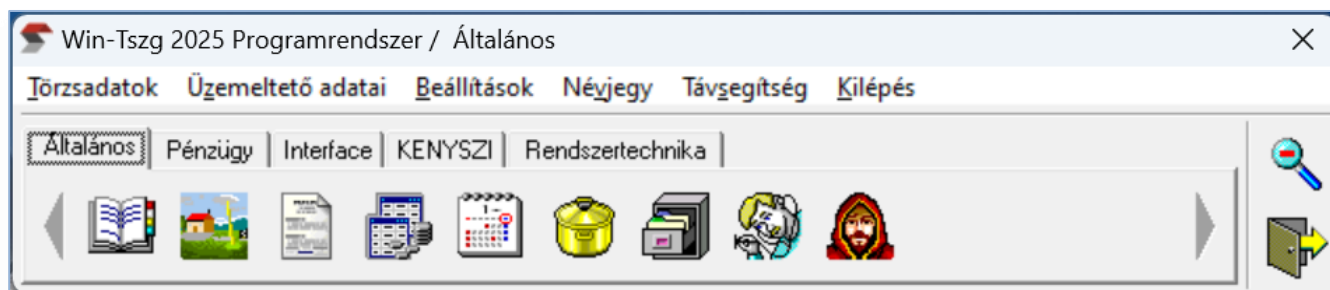 Win-Tszg 2025 Programrendszer / Általános
Törzsadatok Üzemeltető adatai Beállítások Névjegy Távsegítség Kilépés
Általános Pénzügy Interface KENYSZI Rendszertechnika